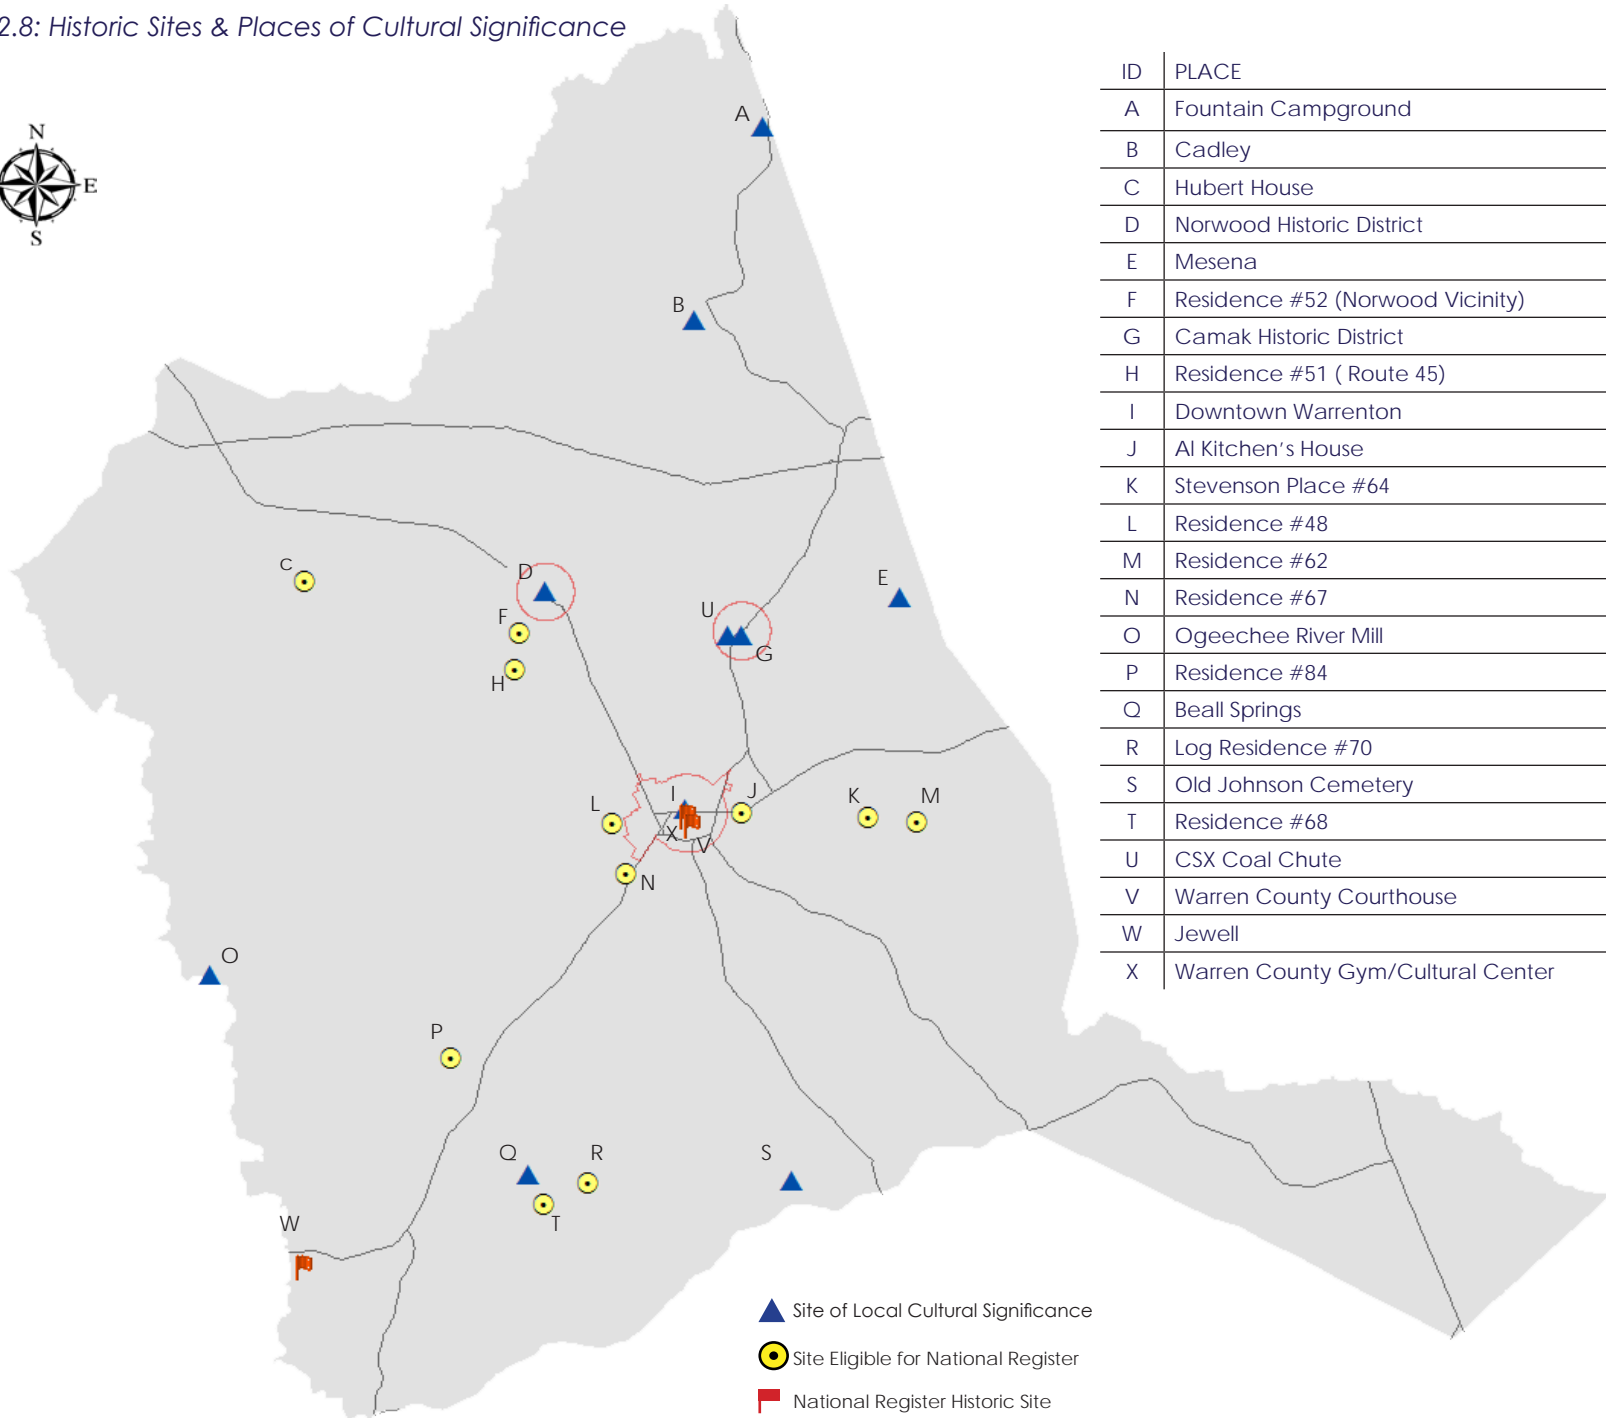 2.8: Historic Sites & Places of Cultural Significance
N
E
S
ID PLACE
A Fountain Campground
B Cadley
C Hubert House
D Norwood Historic District
E Mesena
F Residence #52 (Norwood Vicinity)
G Camak Historic District
H Residence #51 ( Route 45)
I Downtown Warrenton
J Al Kitchen's House
K Stevenson Place #64
L Residence #48
M Residence #62
N Residence #67
O Ogeechee River Mill
P Residence #84
Q Beall Springs
R Log Residence #70
S Old Johnson Cemetery
T Residence #68
U CSX Coal Chute
V Warren County Courthouse
W Jewell
X Warren County Gym/Cultural Center
A
B
C
D
E
F
U
G
H
I
J
K
M
L
X
V
N
O
P
Q
R
S
T
W
Site of Local Cultural Significance
Site Eligible for National Register
National Register Historic Site